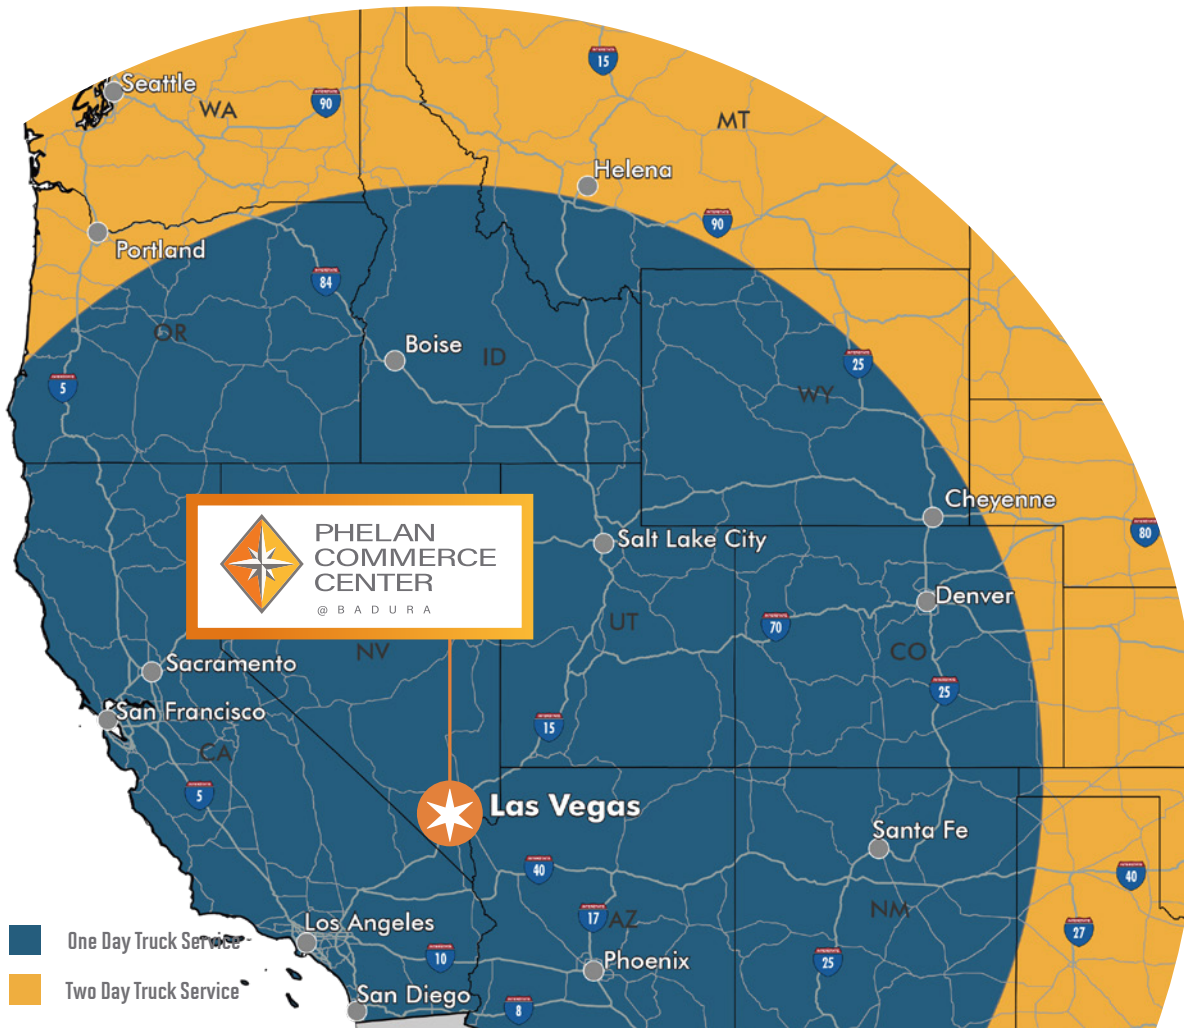 Seattle
WA
90
15
MT
Helena
90
Portland
84
OR
Boise
ID
5
25
WY
Cheyenne
80
PHELAN
COMMERCE
CENTER
@BADURA
Salt Lake City
Denver
UT
70
NV
CO
Sacramento
25
San Francisco
15
CA
5
Las Vegas
Santa Fe
40
40
17
AZ
NM
Los Angeles
27
One Day Truck Service
10
Phoenix
25
Two Day Truck Service
San Diego
8